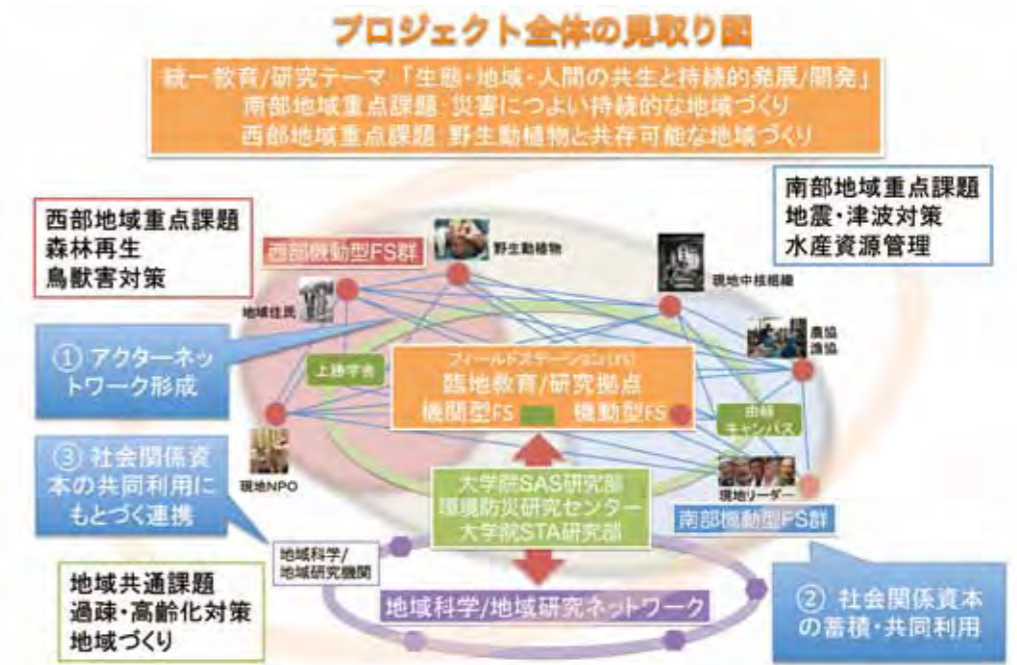 プロジェクト全体の見取り図
統一教育/研究テーマ 「生態・地域・人間の共生と持続的発展/開発」
南部地域重点課題・災害につよい持続的な地域づくり
西部地域重点課題・野生動植物と共存可能な地域づくり
西部地域重点課題
森林再生
鳥獣害対策
南部地域重点課題
地震・津波対策
水産資源管理
西部機動型FS群
野生動植物
現地中核組織
地域住民
農協
漁協
① アクターネッ
トワーク形成
上勝学舎
フィールドステーション(FS)
臨地教育/研究拠点
機関型FS 機動型FS
由岐
キャンパス
③ 社会関係資
本の共同利用に
もとづく連携
現地NPO
大学院SAS研究部
環境防災研究センター
大学院STA研究部
現地リーダー
南部機動型FS群
地域科学/
地域研究機関
地域共通課題
過疎・高齢化対策
地域づくり
地域科学/地域研究ネットワーク
② 社会関係資本
の蓄積・共同利用